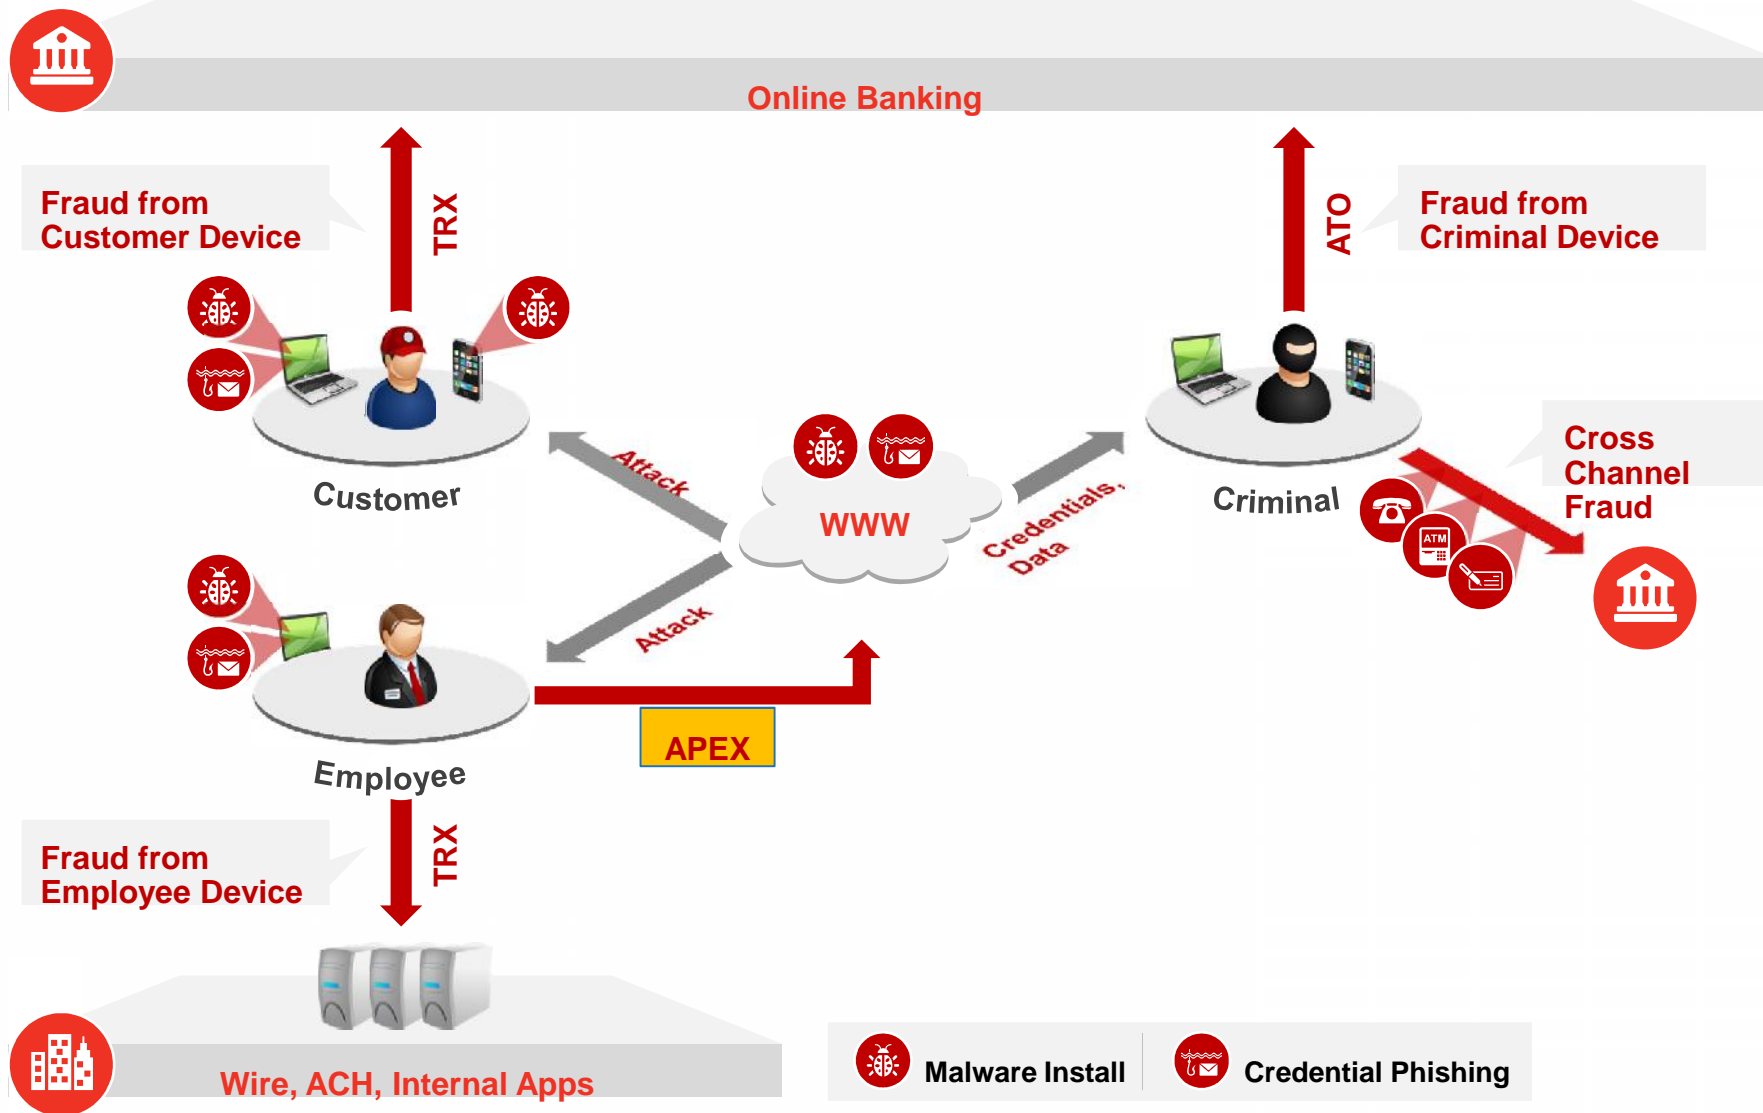 Online Banking
Fraud from
Customer Device
TRX
ATO
Fraud from
Criminal Device
Customer
Attack
WWW
Credentials,
Data
Criminal
Cross
Channel
Fraud
ATM
Attack
Employee
APEX
Fraud from
Employee Device
TRX
Wire, ACH, Internal Apps
Malware Install
Credential Phishing